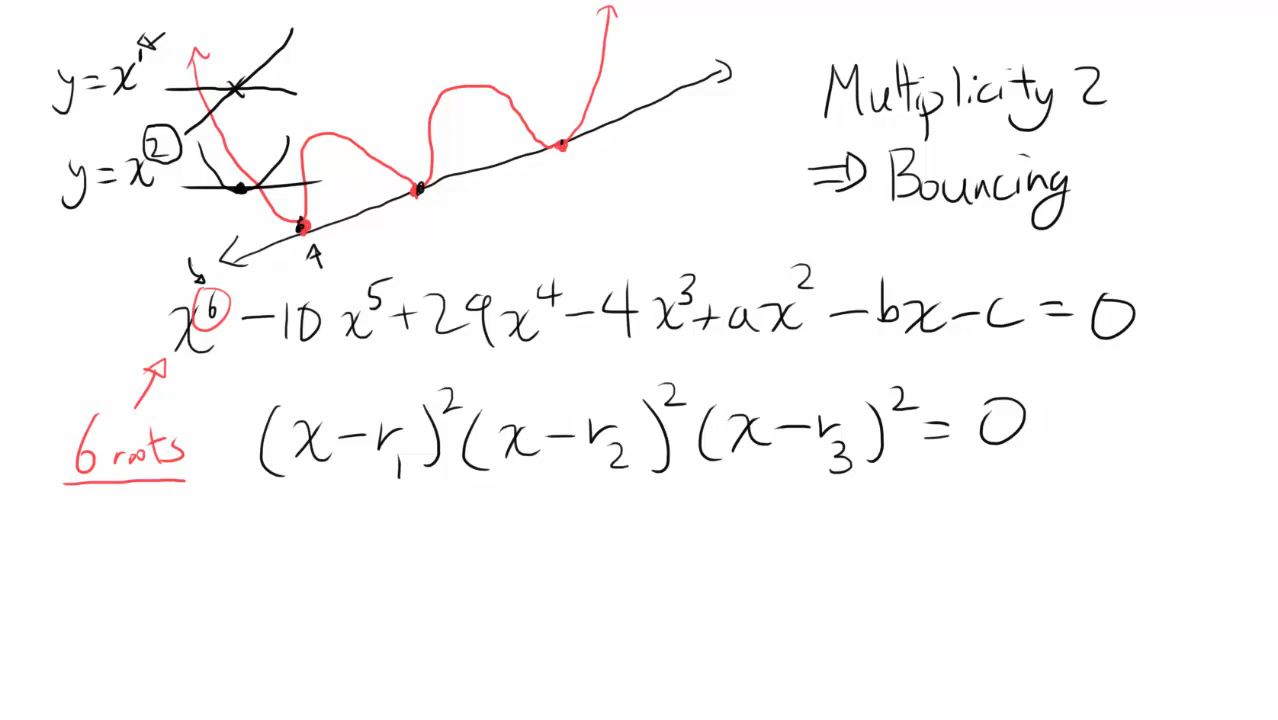 y=x^1
y=x^2
Multiplicity 2
⇒ Bouncing
A
x^6 -10x^5 +29x^4 -4x^3 +ax^2 -bx-c=0
6 roots
(x-r_1)^2 (x-r_2)^2 (x-r_3)^2 = 0